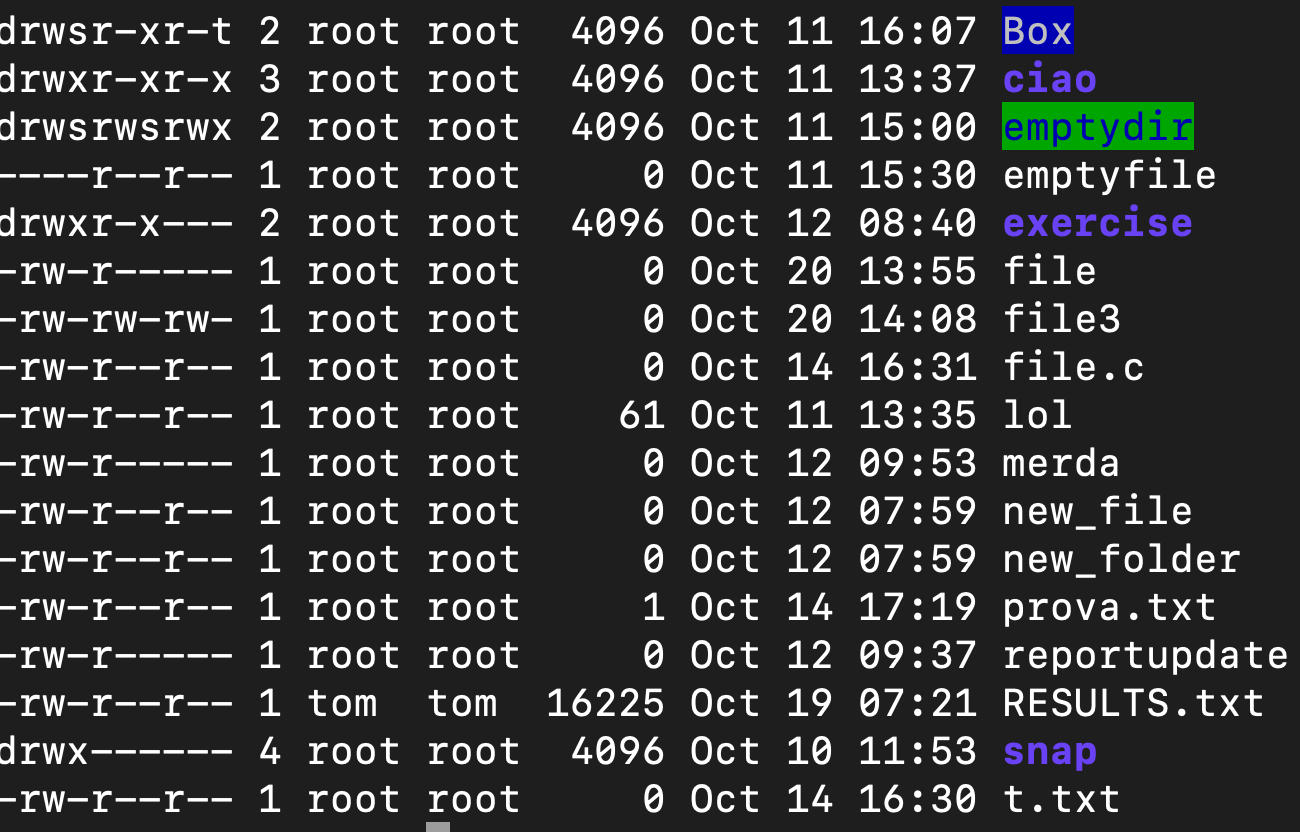 drwsr-xr-t 2 root root  4096 Oct 11 16:07 Box
drwxr-xr-x 3 root root  4096 Oct 11 13:37 ciao
drwsrwsrwx 2 root root  4096 Oct 11 15:00 emptydir
----r--r-- 1 root root     0 Oct 11 15:30 emptyfile
drwxr-x--- 2 root root  4096 Oct 12 08:40 exercise
-rw-r----- 1 root root     0 Oct 20 13:55 file
-rw-rw-rw- 1 root root     0 Oct 20 14:08 file3
-rw-r--r-- 1 root root     0 Oct 14 16:31 file.c
-rw-r--r-- 1 root root    61 Oct 11 13:35 lol
-rw-r----- 1 root root     0 Oct 12 09:53 merda
-rw-r--r-- 1 root root     0 Oct 12 07:59 new_file
-rw-r--r-- 1 root root     0 Oct 12 07:59 new_folder
-rw-r--r-- 1 root root     1 Oct 14 17:19 prova.txt
-rw-r----- 1 root root     0 Oct 12 09:37 reportupdate
-rw-r--r-- 1 tom  tom  16225 Oct 19 07:21 RESULTS.txt
drwx------ 4 root root  4096 Oct 10 11:53 snap
-rw-r--r-- 1 root root     0 Oct 14 16:30 t.txt